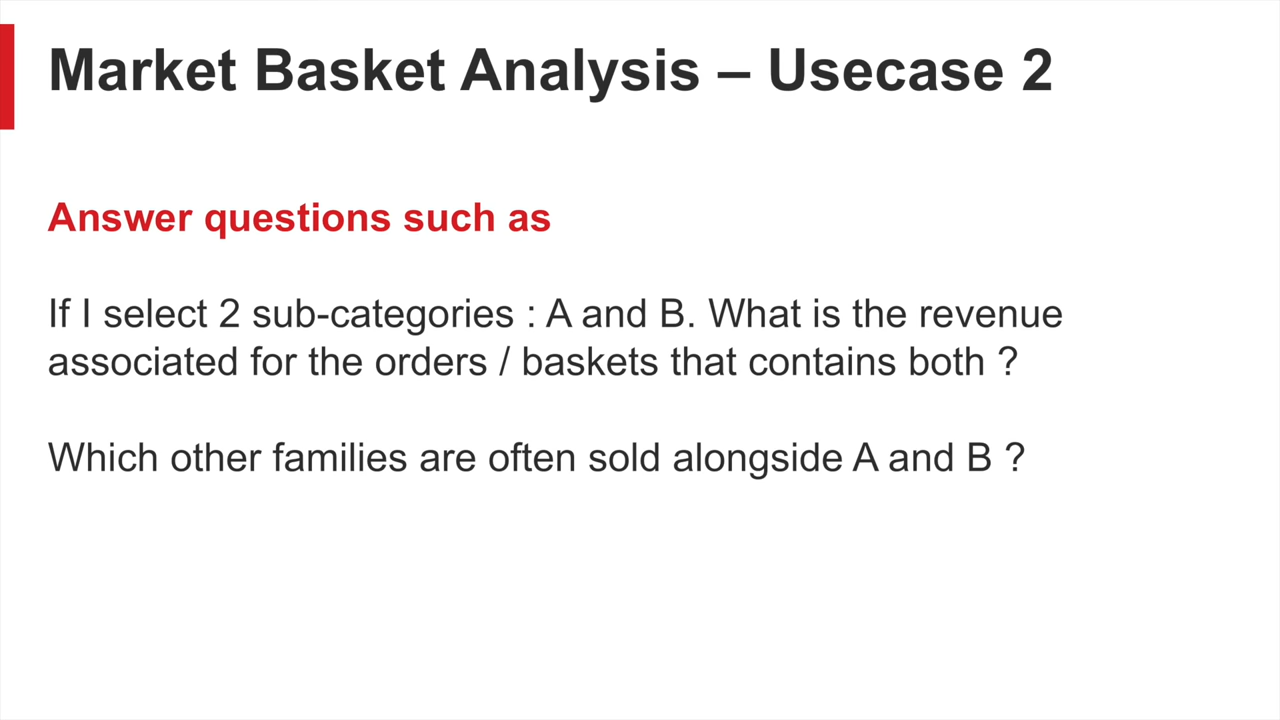 Market Basket Analysis – Usecase 2
Answer questions such as
If I select 2 sub-categories : A and B. What is the revenue
associated for the orders / baskets that contains both ?
Which other families are often sold alongside A and B ?